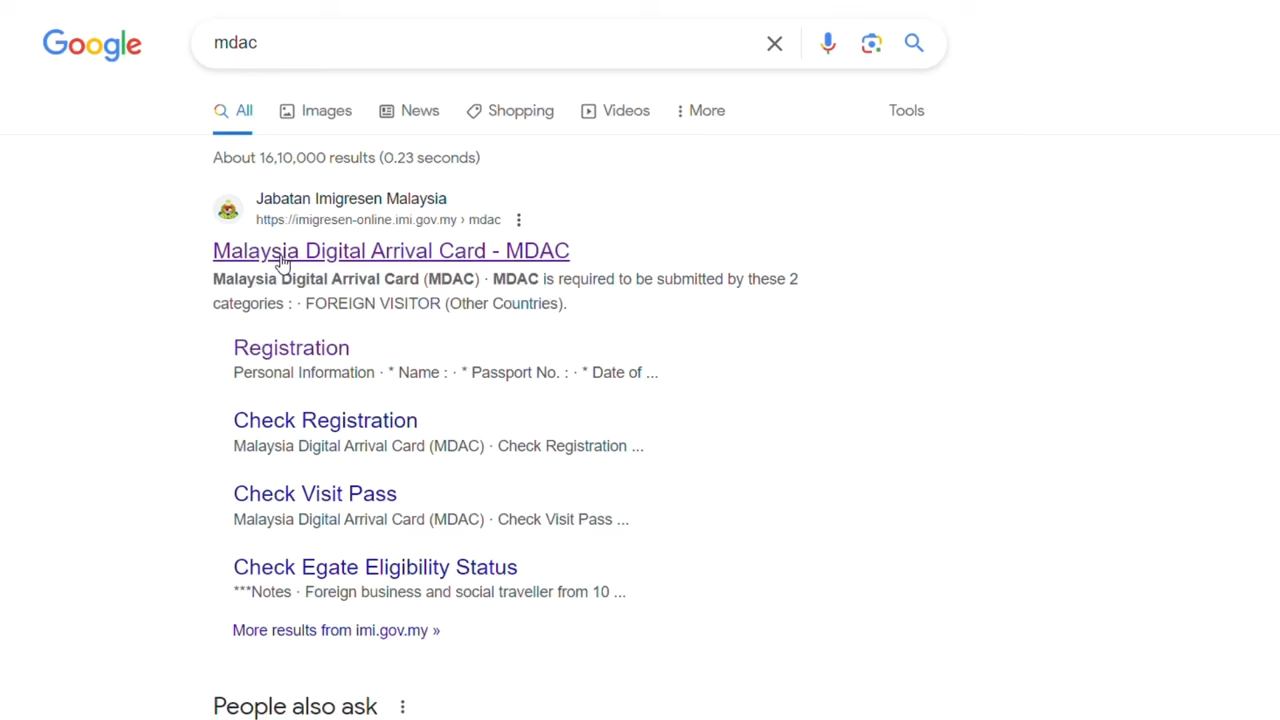 Google
mdac
All Images News Shopping Videos More Tools
About 16,10,000 results (0.23 seconds)
Jabatan Imigresen Malaysia
https://imigresen-online.imi.gov.my › mdac
Malaysia Digital Arrival Card - MDAC
Malaysia Digital Arrival Card (MDAC) · MDAC is required to be submitted by these 2
categories : · FOREIGN VISITOR (Other Countries).
Registration
Personal Information · * Name : · * Passport No. : · * Date of ...
Check Registration
Malaysia Digital Arrival Card (MDAC) · Check Registration ...
Check Visit Pass
Malaysia Digital Arrival Card (MDAC) · Check Visit Pass ...
Check Egate Eligibility Status
***Notes · Foreign business and social traveller from 10 ...
More results from imi.gov.my »
People also ask